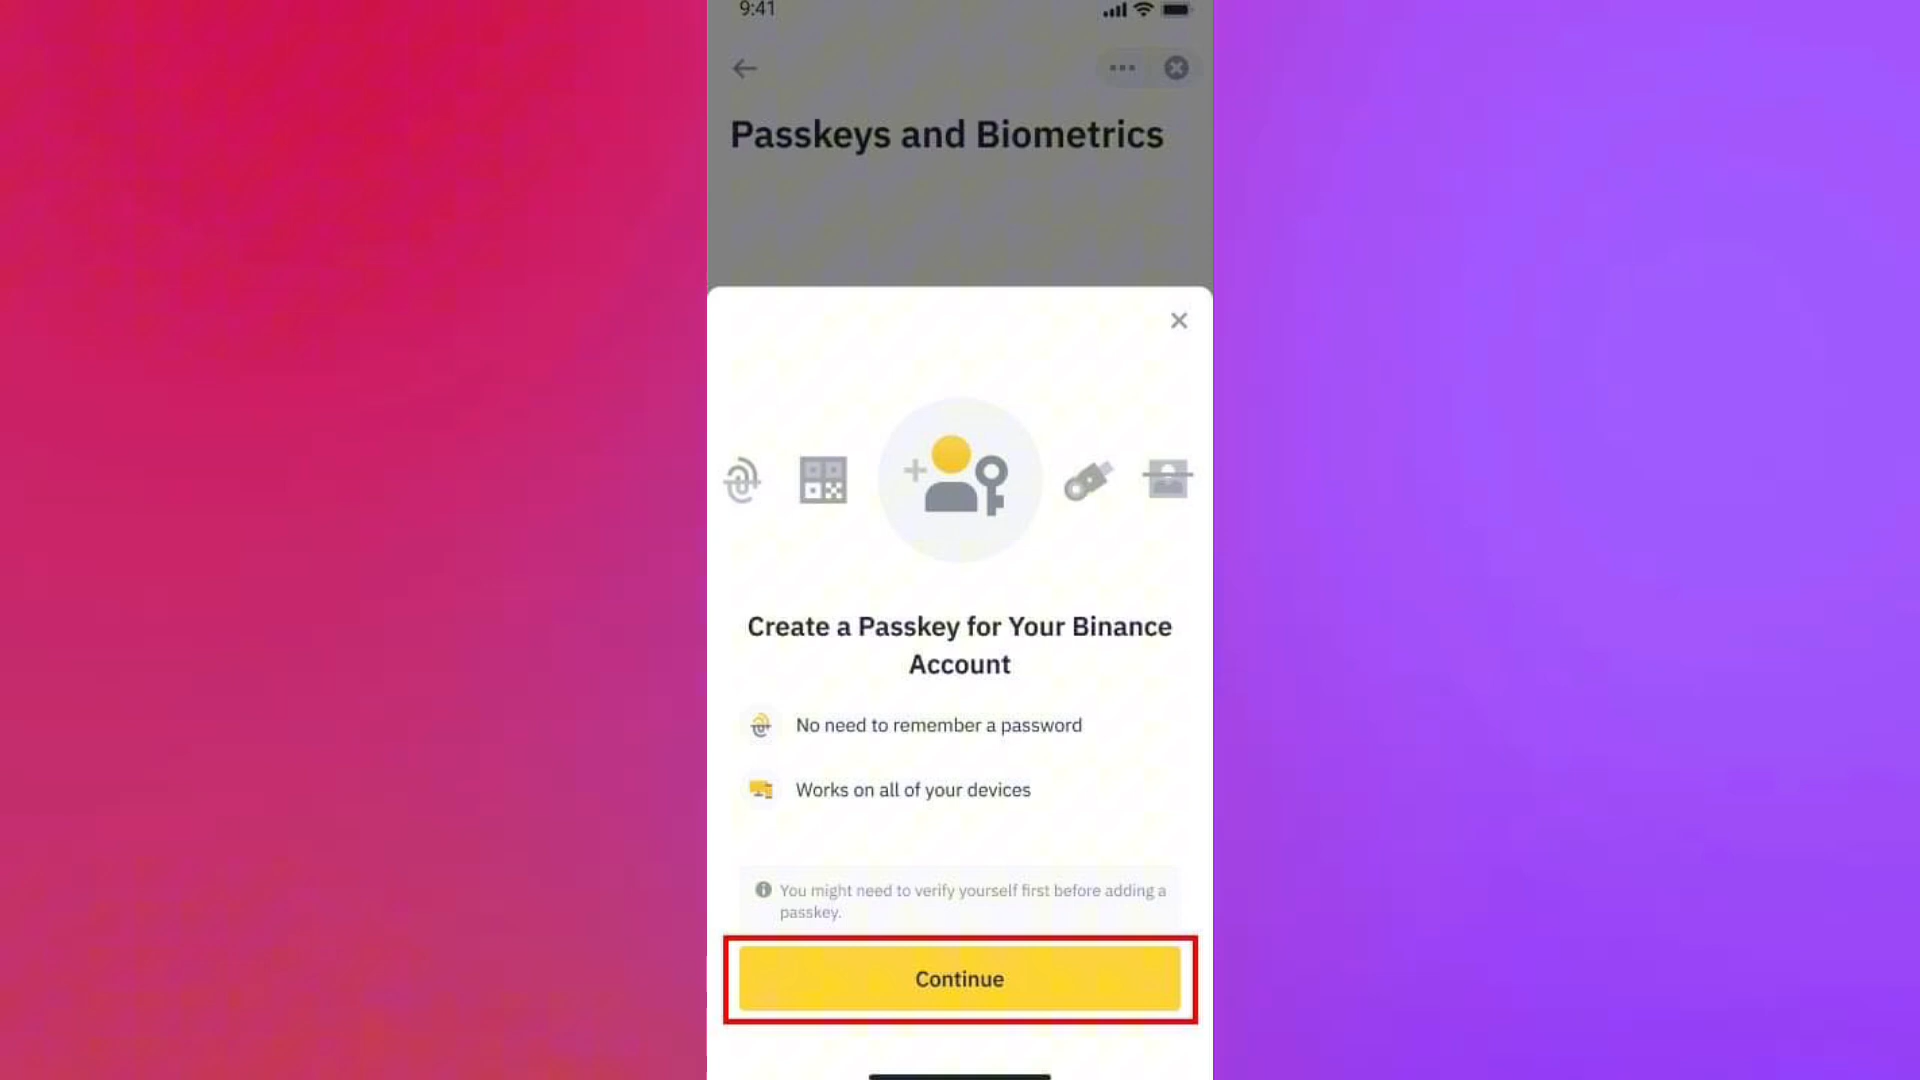 9:41
Passkeys and Biometrics
Create a Passkey for Your Binance
Account
No need to remember a password
Works on all of your devices
You might need to verify yourself first before adding a
passkey.
Continue